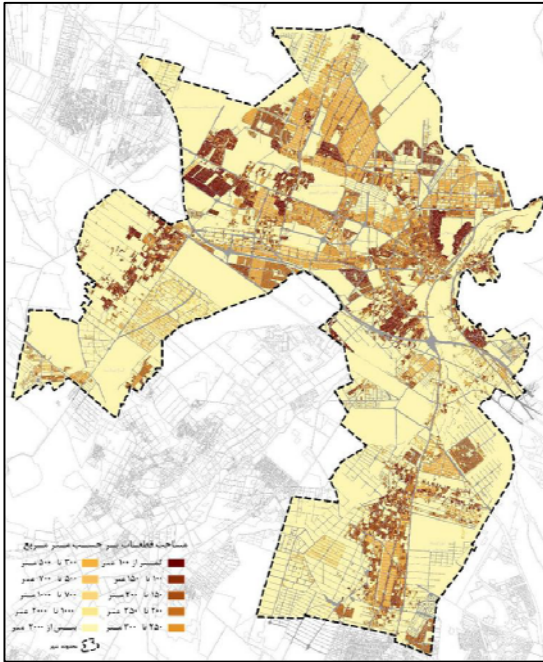 مساحت قطعات بر حسب متر مربع
کمتر از ۱۰۰ متر
۱۰۰ تا ۱۵۰ متر
۱۵۰ تا ۲۰۰ متر
۲۰۰ تا ۲۵۰ متر
۲۵۰ تا ۳۰۰ متر
۳۰۰ تا ۵۰۰ متر
۵۰۰ تا ۷۰۰ متر
۷۰۰ تا ۱۰۰۰ متر
۱۰۰۰ تا ۲۰۰۰ متر
بیش از ۲۰۰۰ متر
محدوده شهر